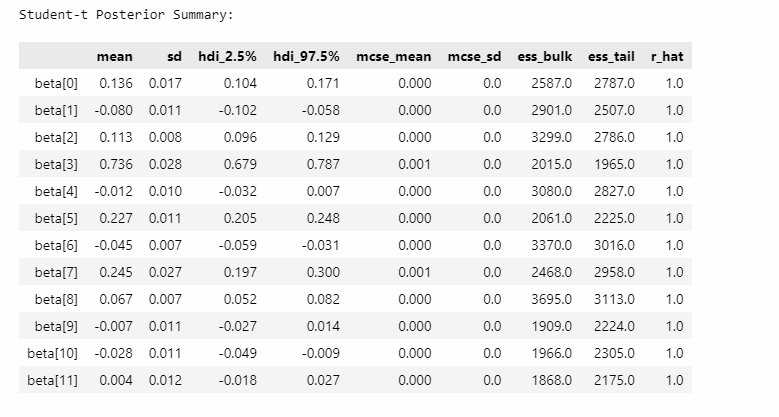 Student-t Posterior Summary:
mean sd hdi_2.5% hdi_97.5% mcse_mean mcse_sd ess_bulk ess_tail r_hat
beta[0] 0.136 0.017 0.104 0.171 0.000 0.0 2587.0 2787.0 1.0
beta[1] -0.080 0.011 -0.102 -0.058 0.000 0.0 2901.0 2507.0 1.0
beta[2] 0.113 0.008 0.096 0.129 0.000 0.0 3299.0 2786.0 1.0
beta[3] 0.736 0.028 0.679 0.787 0.001 0.0 2015.0 1965.0 1.0
beta[4] -0.012 0.010 -0.032 0.007 0.000 0.0 3080.0 2827.0 1.0
beta[5] 0.227 0.011 0.205 0.248 0.000 0.0 2061.0 2225.0 1.0
beta[6] -0.045 0.007 -0.059 -0.031 0.000 0.0 3370.0 3016.0 1.0
beta[7] 0.245 0.027 0.197 0.300 0.001 0.0 2468.0 2958.0 1.0
beta[8] 0.067 0.007 0.052 0.082 0.000 0.0 3695.0 3113.0 1.0
beta[9] -0.007 0.011 -0.027 0.014 0.000 0.0 1909.0 2224.0 1.0
beta[10] -0.028 0.011 -0.049 -0.009 0.000 0.0 1966.0 2305.0 1.0
beta[11] 0.004 0.012 -0.018 0.027 0.000 0.0 1868.0 2175.0 1.0